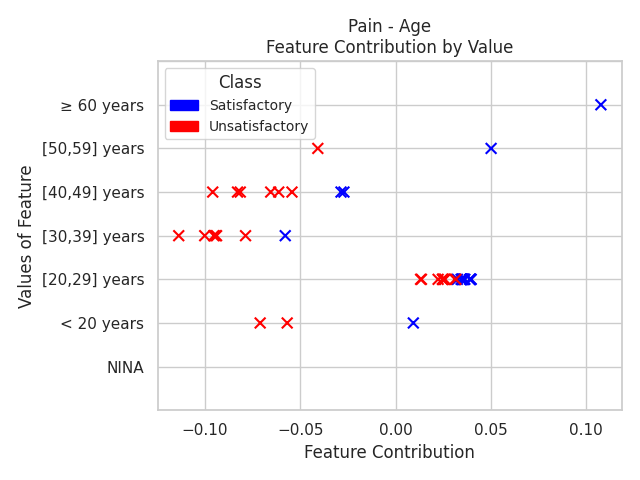 Pain - Age
Feature Contribution by Value
Class
Satisfactory
Unsatisfactory
Values of Feature
≥ 60 years
[50,59] years
[40,49] years
[30,39] years
[20,29] years
< 20 years
NINA
−0.10
−0.05
0.00
0.05
0.10
Feature Contribution